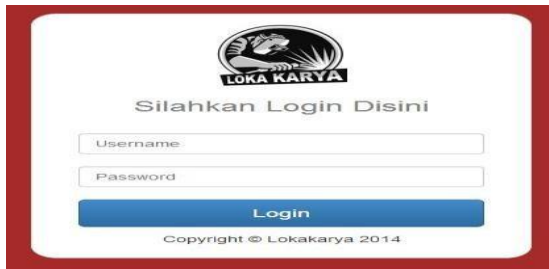 LOKA KARYA
Silahkan Login Disini
Username
Password
Login
Copyright © Lokakarya 2014